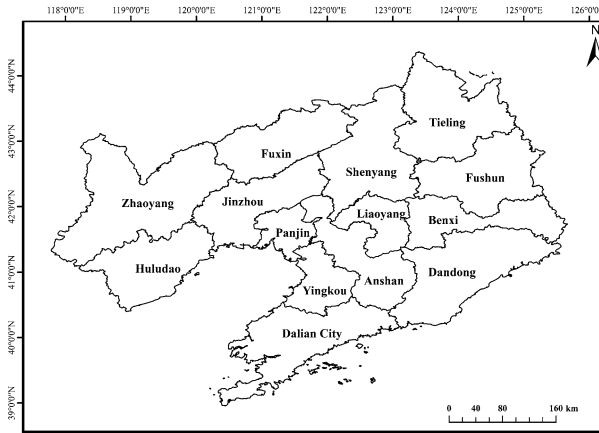 118°0'0"E 119°0'0"E 120°0'0"E 121°0'0"E 122°0'0"E 123°0'0"E 124°0'0"E 125°0'0"E 126°0'
N
44°0'0"N
43°0'0"N
42°0'0"N
41°0'0"N
40°0'0"N
39°0'0"N
Tieling
Fuxin
Shenyang
Fushun
Zhaoyang
Jinzhou
Liaoyang
Benxi
Panjin
Huludao
Anshan
Dandong
Yingkou
Dalian City
0 40 80 160 km